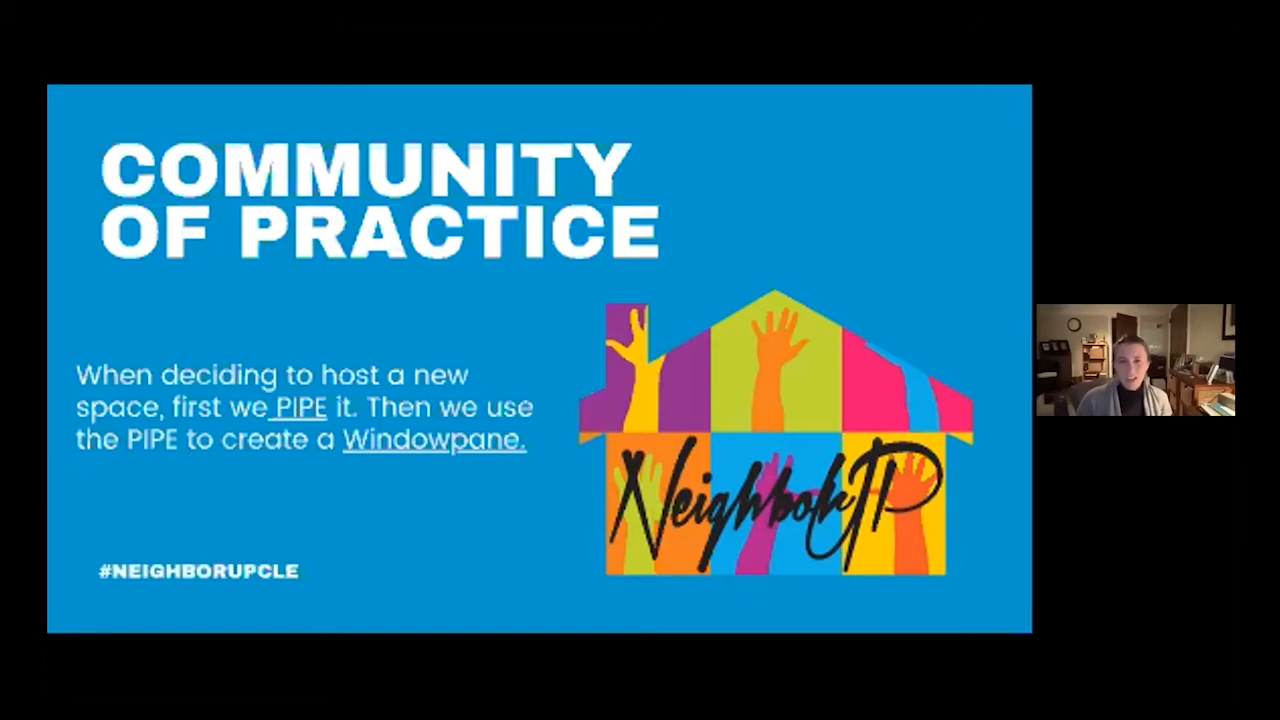 COMMUNITY
OF PRACTICE
When deciding to host a new
space, first we PIPE it. Then we use
the PIPE to create a Windowpane.
NeighborUP
#NEIGHBORUPCLE